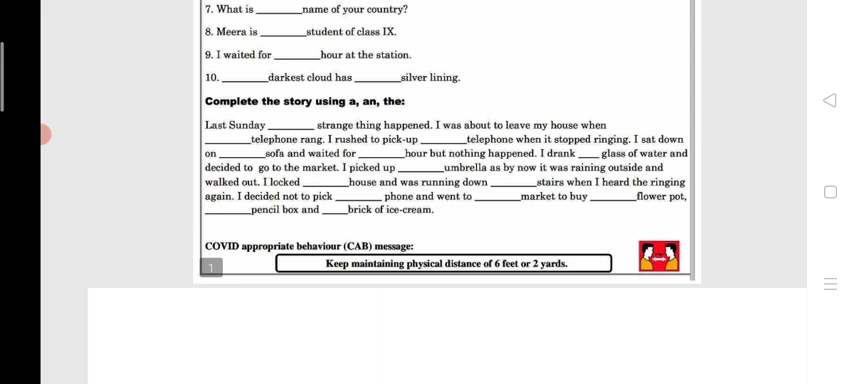 7. What is _________name of your country?
8. Meera is _________student of class IX.
9. I waited for _________hour at the station.
10. _________darkest cloud has _________silver lining.
Complete the story using a, an, the:
Last Sunday _________ strange thing happened. I was about to leave my house when
_________telephone rang. I rushed to pick-up _________telephone when it stopped ringing. I sat down
on _________sofa and waited for _________hour but nothing happened. I drank ____ glass of water and
decided to go to the market. I picked up _________umbrella as by now it was raining outside and
walked out. I locked _________house and was running down _________stairs when I heard the ringing
again. I decided not to pick _________ phone and went to _________market to buy _________flower pot,
_________pencil box and _____brick of ice-cream.
COVID appropriate behaviour (CAB) message:
Keep maintaining physical distance of 6 feet or 2 yards.
1